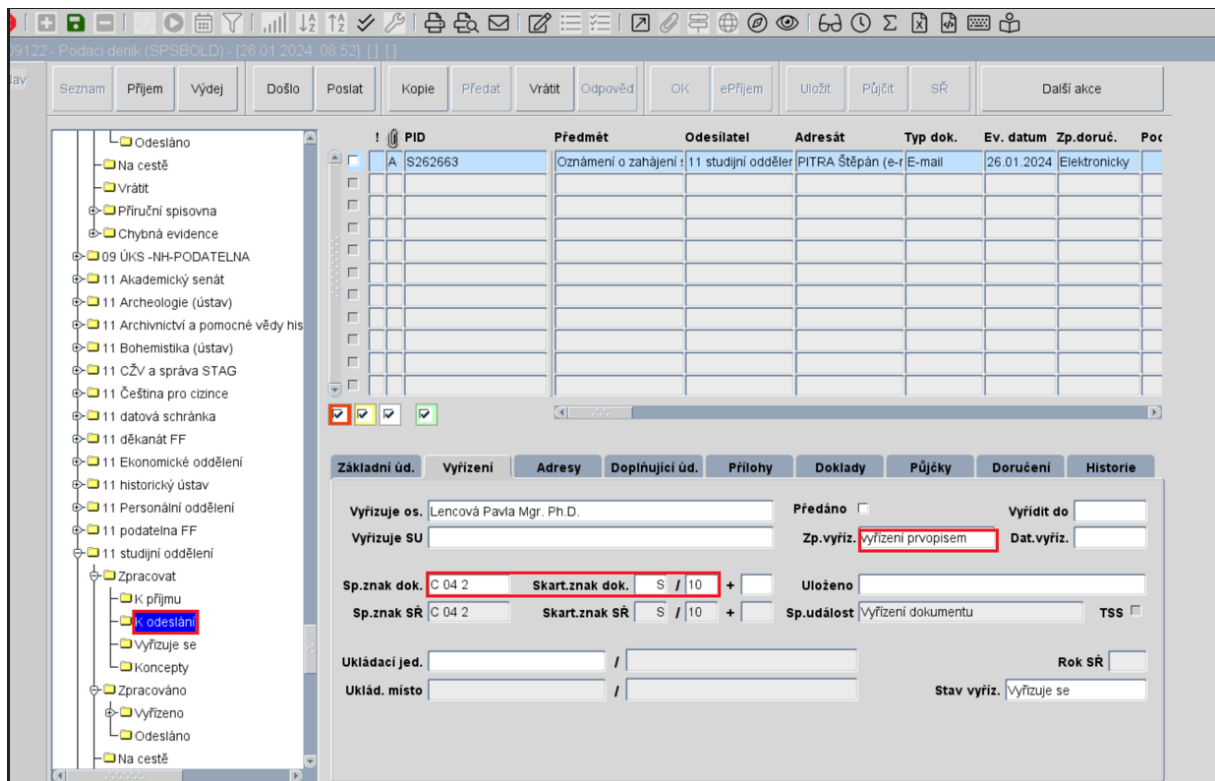 09122 - Podací deník (SPSBOLD) - [26.01.2024, 08:52] [ ] [ ]
Seznam Příjem Výdej Došlo Poslat Kopie Předat Vrátit Odpověď OK ePříjem Uložit Půjčit SŘ Další akce
Odesláno
Na cestě
Vrátit
Příruční spisovna
Chybná evidence
09 ÚKS -NH-PODATELNA
11 Akademický senát
11 Archeologie (ústav)
11 Archivnictví a pomocné vědy his
11 Bohemistika (ústav)
11 CŽV a správa STAG
11 Čeština pro cizince
11 datová schránka
11 děkanát FF
11 Ekonomické oddělení
11 historický ústav
11 Personální oddělení
11 podatelna FF
11 studijní oddělení
Zpracovat
K příjmu
K odeslání
Vyřizuje se
Koncepty
Zpracováno
Vyřízeno
Odesláno
Na cestě
! PID Předmět Odesílatel Adresát Typ dok. Ev. datum Zp.doruč. Poc
A S262663 Oznámení o zahájení 11 studijní odděler PITRA Štěpán (e-r E-mail 26.01.2024 Elektronicky
Základní úd. Vyřízení Adresy Doplňující úd. Přílohy Doklady Půjčky Doručení Historie
Vyřizuje os. Lencová Pavla Mgr. Ph.D. Předáno Vyřídit do
Vyřizuje SU Zp.vyříz. vyřízení prvopisem Dat.vyříz.
Sp.znak dok. C 04 2 Skart.znak dok. S / 10 + Uloženo
Sp.znak SŘ C 04 2 Skart.znak SŘ S / 10 + Sp.událost Vyřízení dokumentu TSS
Ukládací jed. / Rok SŘ
Uklád. místo / Stav vyříz. Vyřizuje se